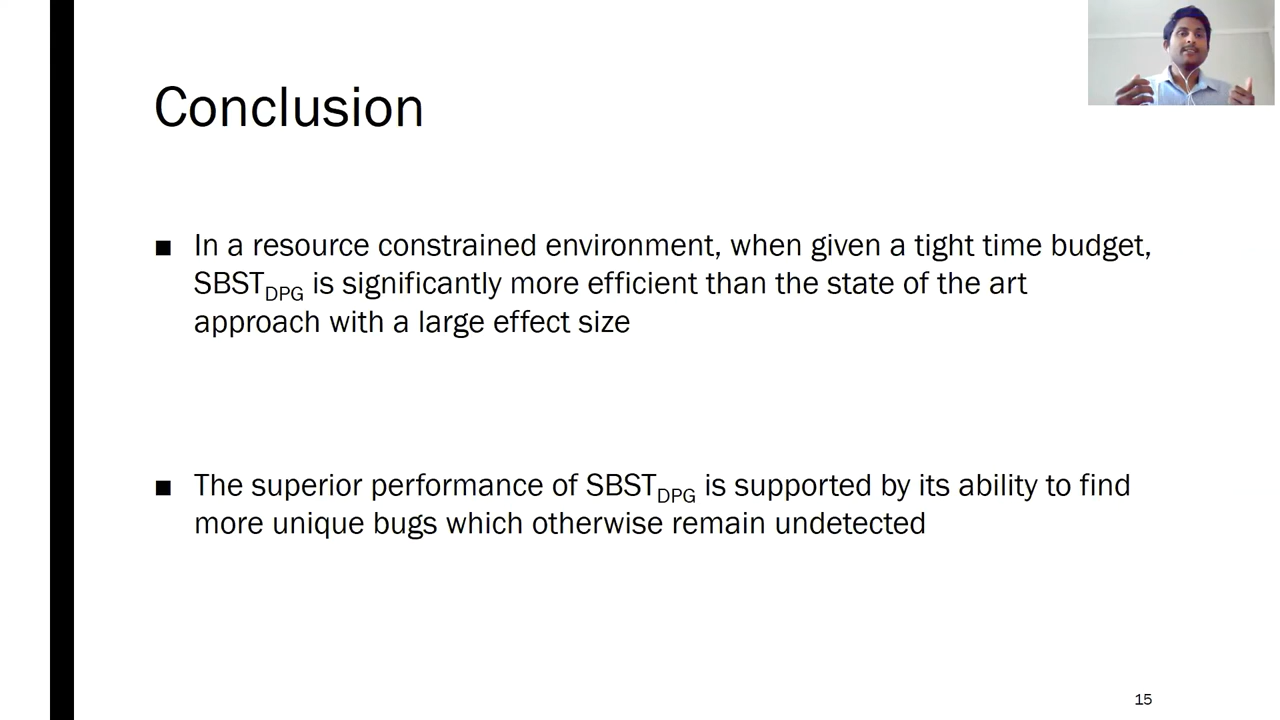 Conclusion
■ In a resource constrained environment, when given a tight time budget,
SBST_DPG is significantly more efficient than the state of the art
approach with a large effect size
■ The superior performance of SBST_DPG is supported by its ability to find
more unique bugs which otherwise remain undetected
15